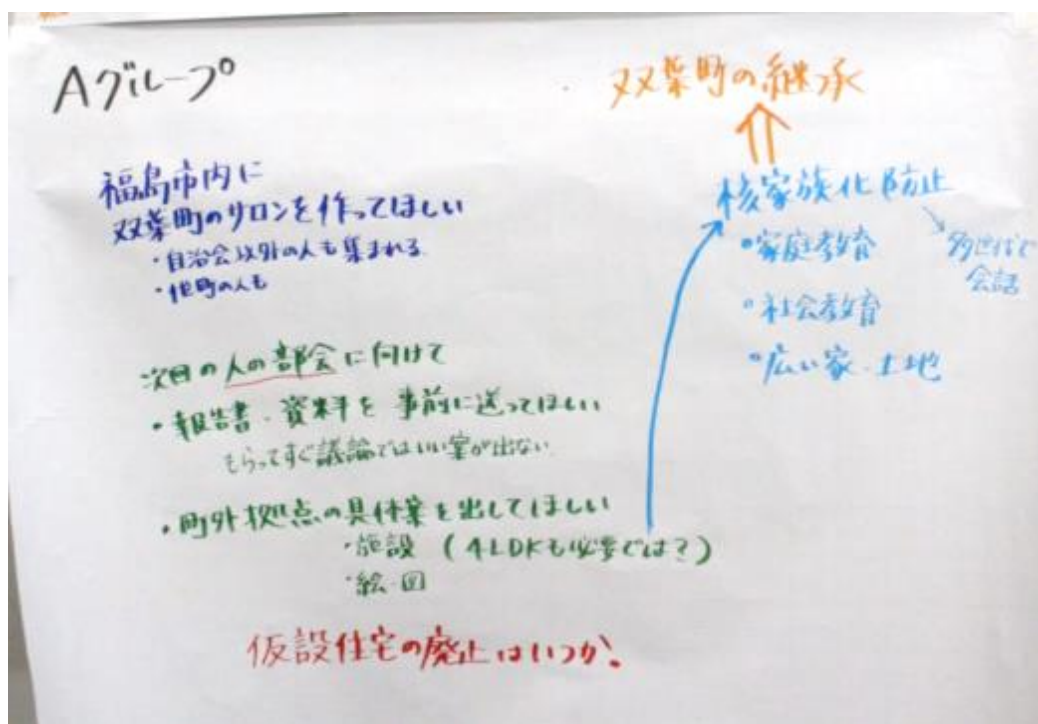 Aグループ
福島市内に
双葉町のサロンを作ってほしい
・自治会以外の人も集まれる
・他町の人も
次回の人の部会に向けて
・報告書・資料を事前に送ってほしい
もらってすぐ議論ではいい案が出ない
・町外拠点の具体案を出してほしい
・施設(4LDKも必要では?)
・絵・図
仮設住宅の廃止はいつか。
双葉町の継承
核家族化防止
・家庭教育
・社会教育
・広い家・土地
多世代で
会話